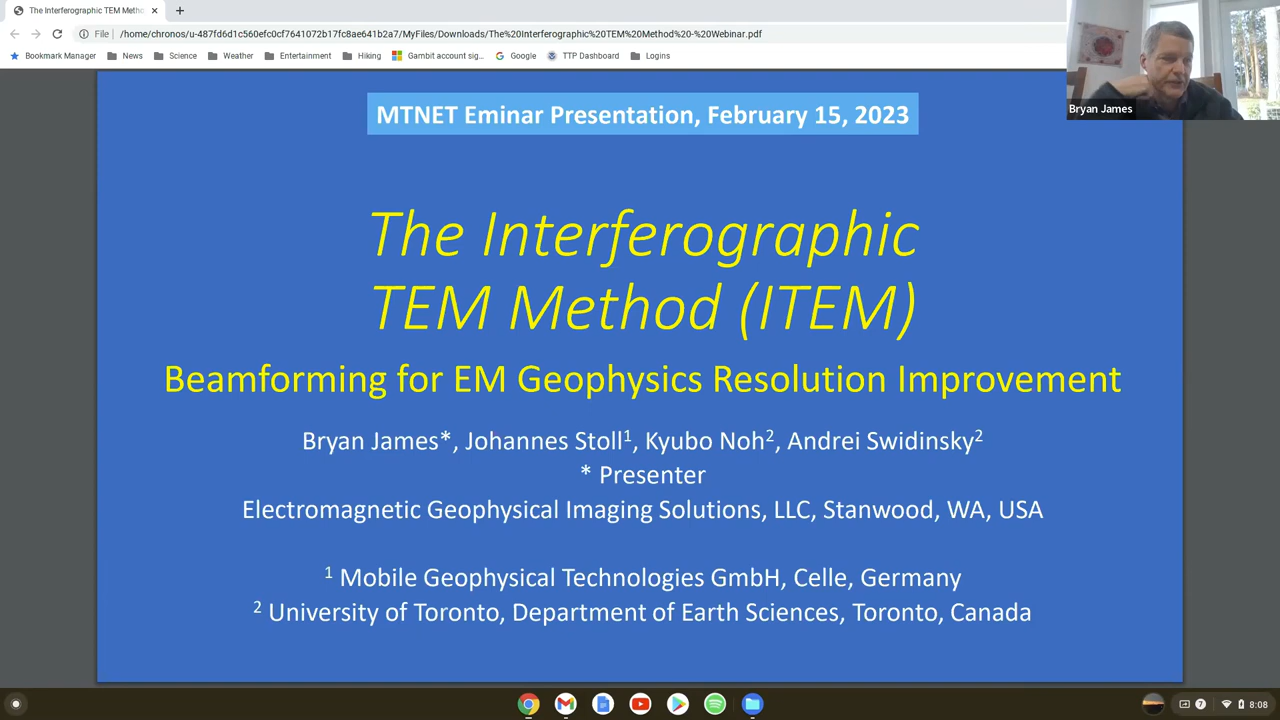 The Interferographic TEM Metho
File
/home/chronos/u-487fd6d1c560efc0cf7641072b17fc8ae641b2a7/MyFiles/Downloads/The%20Interferographic%20TEM%20Method%20-%20Webinar.pdf
Bookmark Manager News Science Weather Entertainment Hiking Gambit account sig... Google TTP Dashboard Logins
Bryan James
MTNET Eminar Presentation, February 15, 2023
The Interferographic
TEM Method (ITEM)
Beamforming for EM Geophysics Resolution Improvement
Bryan James*, Johannes Stoll¹, Kyubo Noh², Andrei Swidinsky²
* Presenter
Electromagnetic Geophysical Imaging Solutions, LLC, Stanwood, WA, USA
¹ Mobile Geophysical Technologies GmbH, Celle, Germany
² University of Toronto, Department of Earth Sciences, Toronto, Canada
7 8:08